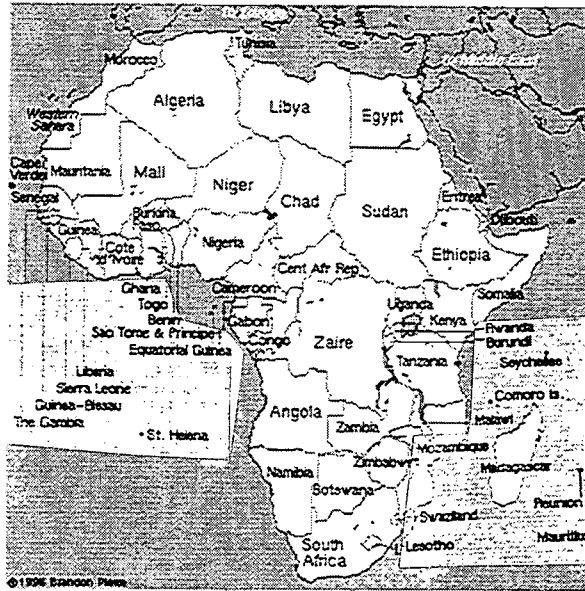 Tunisia
Morocco
Algeria
Libya
Egypt
Western
Sahara
Cape
Verde
Mauritania
Mali
Niger
Chad
Sudan
Eritrea
Senegal
Burkina
Faso
Djibouti
Guinea
Cote
d'Ivoire
Nigeria
Ethiopia
Cent Afr Rep
Ghana
Cameroon
Somalia
Togo
Uganda
Benin
Gabon
Kenya
Rwanda
Sao Tome & Principe
Congo
Zaire
Burundi
Equatorial Guinea
Tanzania
Seychelles
Liberia
Sierra Leone
Comoro Is.
Guinea-Bissau
Angola
Malawi
The Gambia
St. Helena
Zambia
Mozambique
Zimbabwe
Madagascar
Namibia
Botswana
Reunion
Swaziland
Mauritius
South
Africa
Lesotho
©1996 Brandon